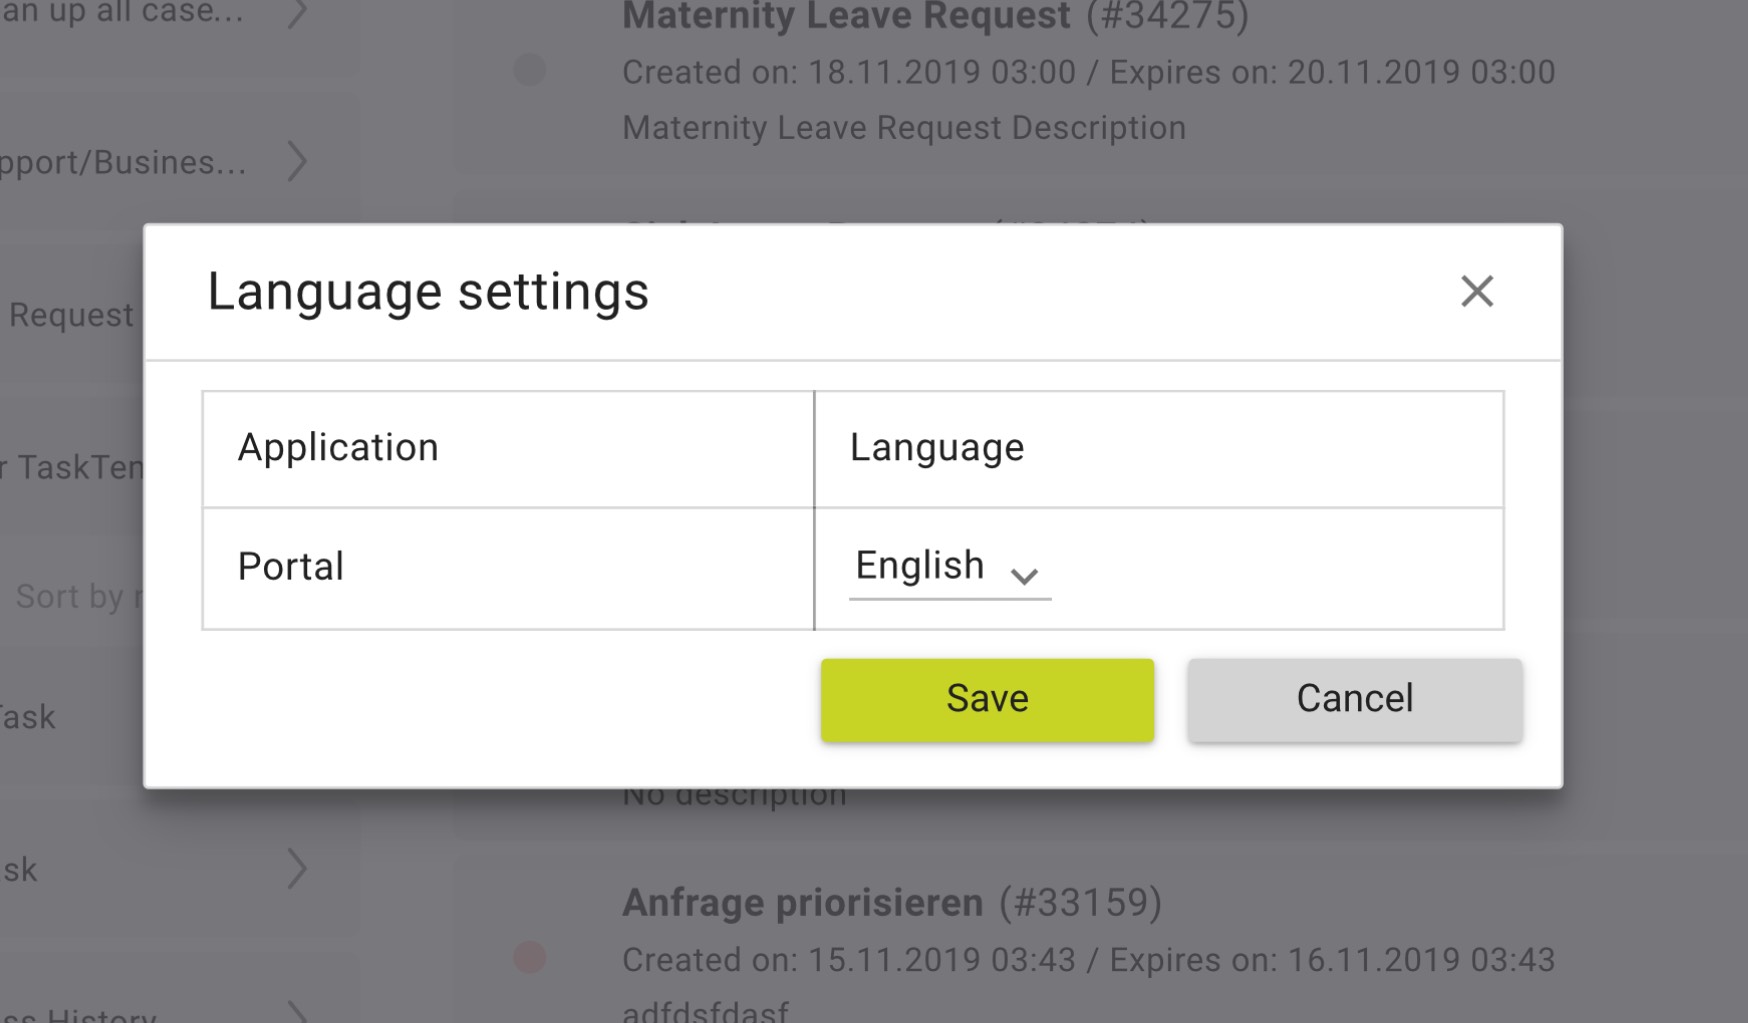 an up all case...
Maternity Leave Request (#34275)
Created on: 18.11.2019 03:00 / Expires on: 20.11.2019 03:00
Maternity Leave Request Description
pport/Busines...
Request
r TaskTen
Sort by
Task
sk
ss History
Language settings
Application
Language
Portal
English
Save
Cancel
No description
Anfrage priorisieren (#33159)
Created on: 15.11.2019 03:43 / Expires on: 16.11.2019 03:43
adfdsfdasf